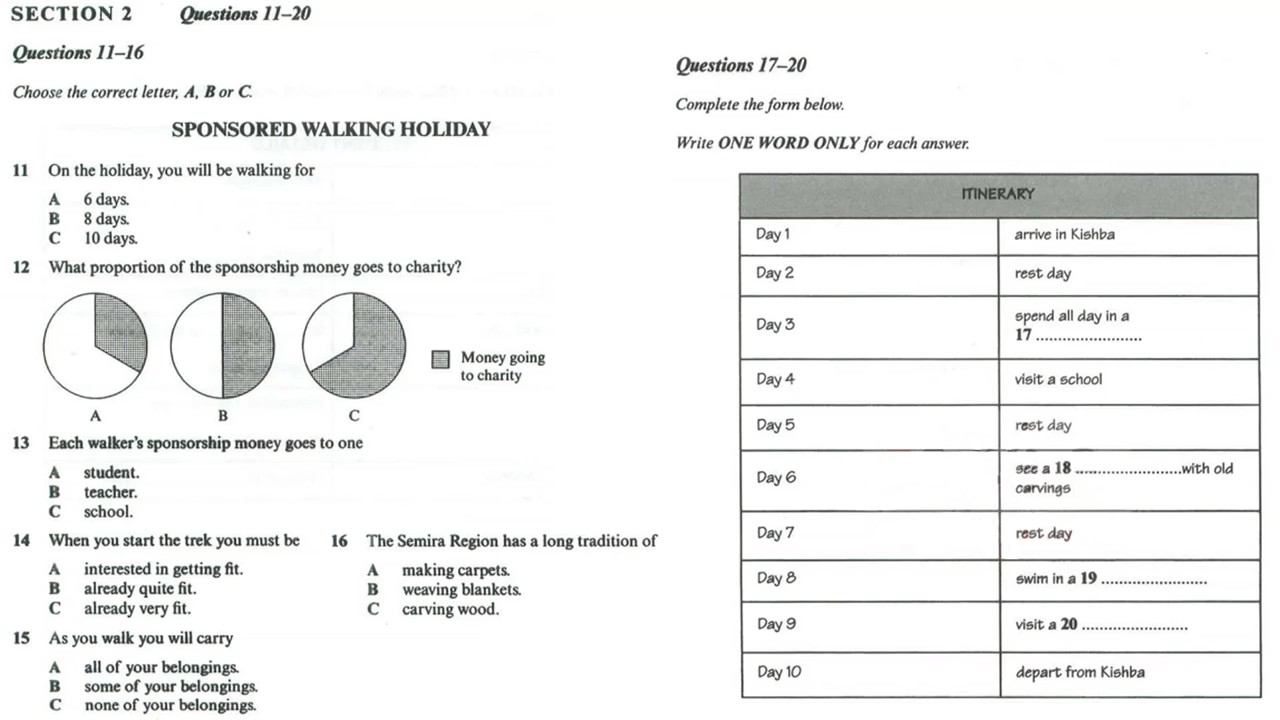 SECTION 2 Questions 11–20
Questions 11–16
Choose the correct letter, A, B or C.
SPONSORED WALKING HOLIDAY
11 On the holiday, you will be walking for
A 6 days.
B 8 days.
C 10 days.
12 What proportion of the sponsorship money goes to charity?
Money going
to charity
A B C
13 Each walker's sponsorship money goes to one
A student.
B teacher.
C school.
14 When you start the trek you must be
A interested in getting fit.
B already quite fit.
C already very fit.
15 As you walk you will carry
A all of your belongings.
B some of your belongings.
C none of your belongings.
16 The Semira Region has a long tradition of
A making carpets.
B weaving blankets.
C carving wood.
Questions 17–20
Complete the form below.
Write ONE WORD ONLY for each answer.
ITINERARY
Day 1 arrive in Kishba
Day 2 rest day
Day 3 spend all day in a
17 ........................
Day 4 visit a school
Day 5 rest day
Day 6 see a 18 ........................with old
carvings
Day 7 rest day
Day 8 swim in a 19 ........................
Day 9 visit a 20 ........................
Day 10 depart from Kishba